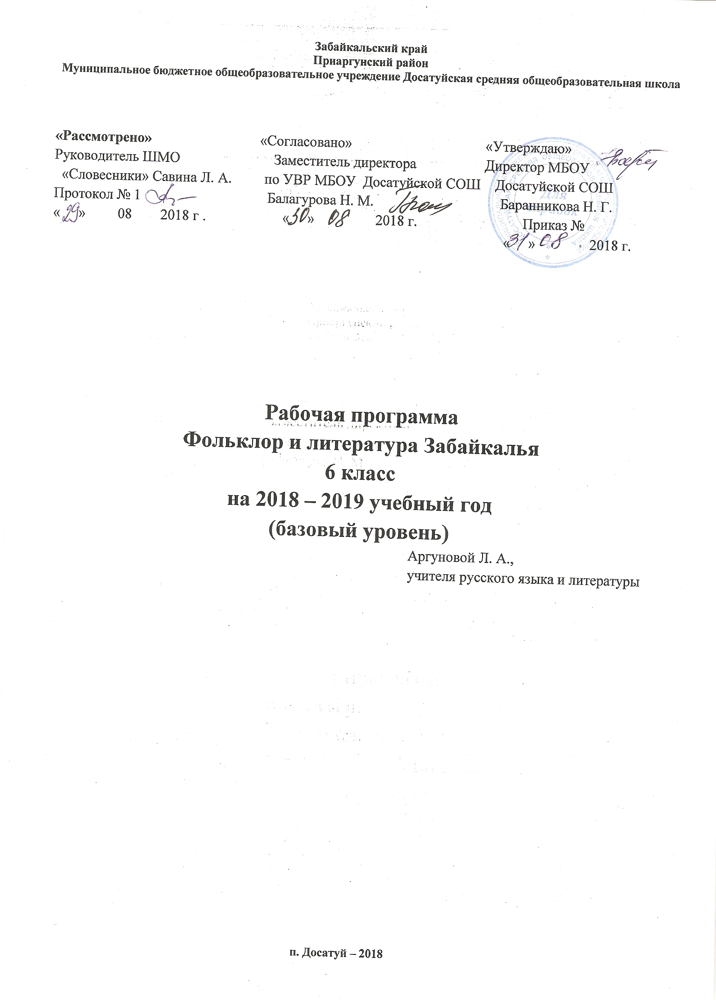 Забайкальский край
Приаргунский район
Муниципальное бюджетное общеобразовательное учреждение Досатуйская средняя общеобразовательная школа
«Рассмотрено»
Руководитель ШМО
«Словесники» Савина Л. А.
Протокол № 1
«29» 08 2018 г .
«Согласовано»
Заместитель директора
по УВР МБОУ Досатуйской СОШ
Балагурова Н. М.
«30» 08 2018 г.
«Утверждаю»
Директор МБОУ
Досатуйской СОШ
Баранникова Н. Г.
Приказ №
«31» 08 2018 г.
Для
Рабочая программа
Фольклор и литература Забайкалья
6 класс
на 2018 – 2019 учебный год
(базовый уровень)
Аргуновой Л. А.,
учителя русского языка и литературы
п. Досатуй – 2018